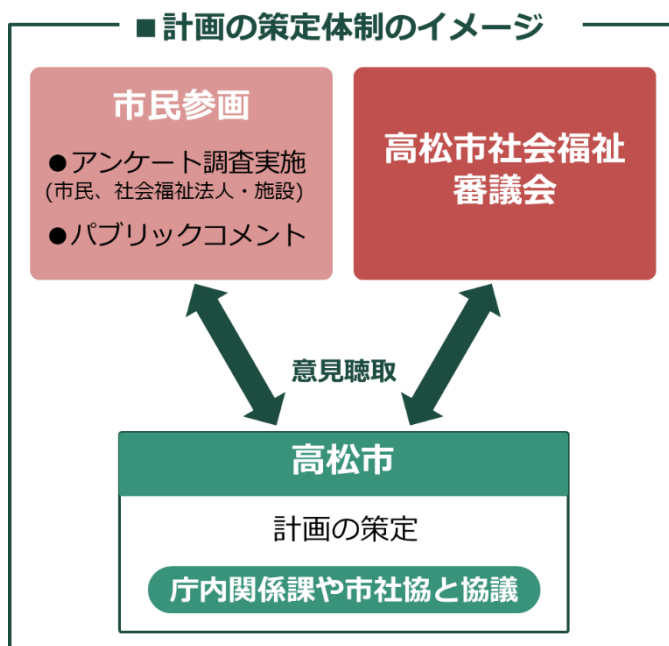 ■計画の策定体制のイメージ
市民参画
●アンケート調査実施
(市民、社会福祉法人・施設)
●パブリックコメント
高松市社会福祉
審議会
意見聴取
高松市
計画の策定
庁内関係課や市社協と協議